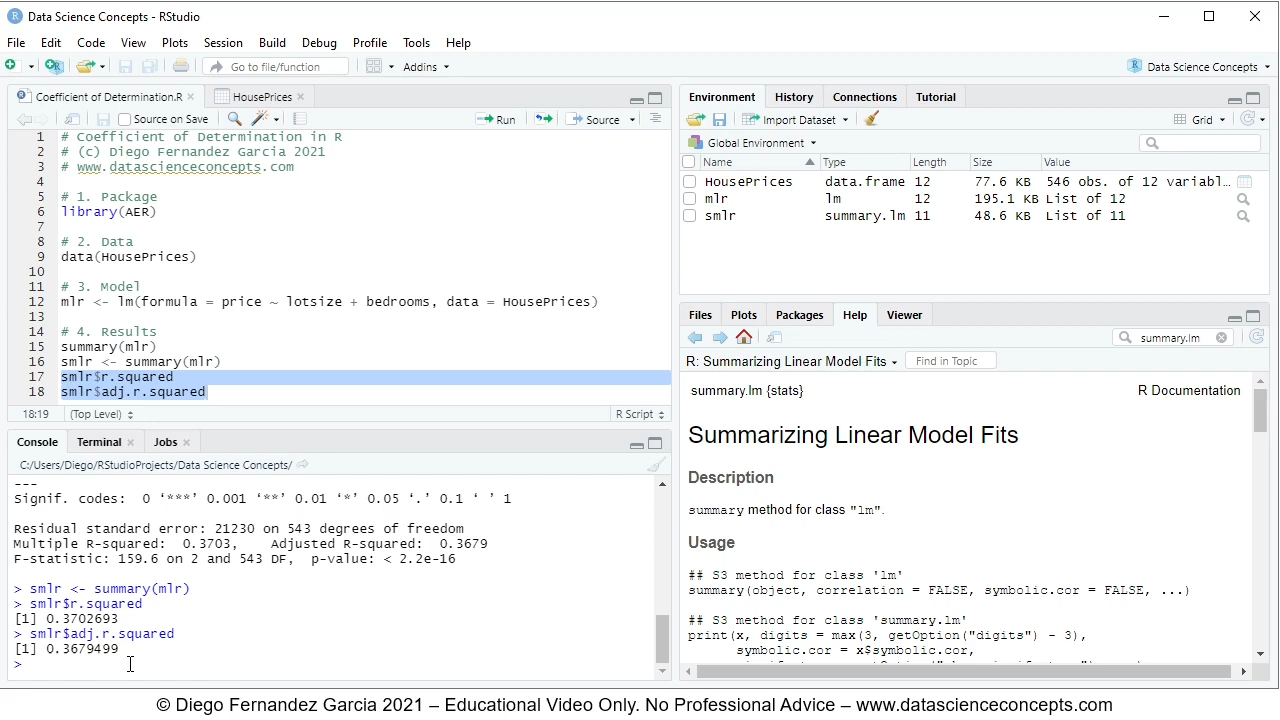 Data Science Concepts - RStudio
File Edit Code View Plots Session Build Debug Profile Tools Help
Go to file/function Addins Data Science Concepts
Coefficient of Determination.R HousePrices
Source on Save Run Source
1 # Coefficient of Determination in R
2 # (c) Diego Fernandez Garcia 2021
3 # www.datascienceconcepts.com
4
5 # 1. Package
6 library(AER)
7
8 # 2. Data
9 data(HousePrices)
10
11 # 3. Model
12 mlr <- lm(formula = price ~ lotsize + bedrooms, data = HousePrices)
13
14 # 4. Results
15 summary(mlr)
16 smlr <- summary(mlr)
17 smlr$r.squared
18 smlr$adj.r.squared
18:19 (Top Level) R Script
Console Terminal Jobs
C:/Users/Diego/RStudioProjects/Data Science Concepts/
---
Signif. codes: 0 ‘***’ 0.001 ‘**’ 0.01 ‘*’ 0.05 ‘.’ 0.1 ‘ ’ 1
Residual standard error: 21230 on 543 degrees of freedom
Multiple R-squared: 0.3703, Adjusted R-squared: 0.3679
F-statistic: 159.6 on 2 and 543 DF, p-value: < 2.2e-16
> smlr <- summary(mlr)
> smlr$r.squared
[1] 0.3702693
> smlr$adj.r.squared
[1] 0.3679499
>
Environment History Connections Tutorial
Import Dataset Grid
Global Environment
Name Type Length Size Value
HousePrices data.frame 12 77.6 KB 546 obs. of 12 variabl…
mlr lm 12 195.1 KB List of 12
smlr summary.lm 11 48.6 KB List of 11
Files Plots Packages Help Viewer
summary.lm
R: Summarizing Linear Model Fits Find in Topic
summary.lm {stats} R Documentation
Summarizing Linear Model Fits
Description
summary method for class "lm".
Usage
## S3 method for class 'lm'
summary(object, correlation = FALSE, symbolic.cor = FALSE, ...)
## S3 method for class 'summary.lm'
print(x, digits = max(3, getOption("digits") - 3),
symbolic.cor = x$symbolic.cor,
© Diego Fernandez Garcia 2021 – Educational Video Only. No Professional Advice – www.datascienceconcepts.com